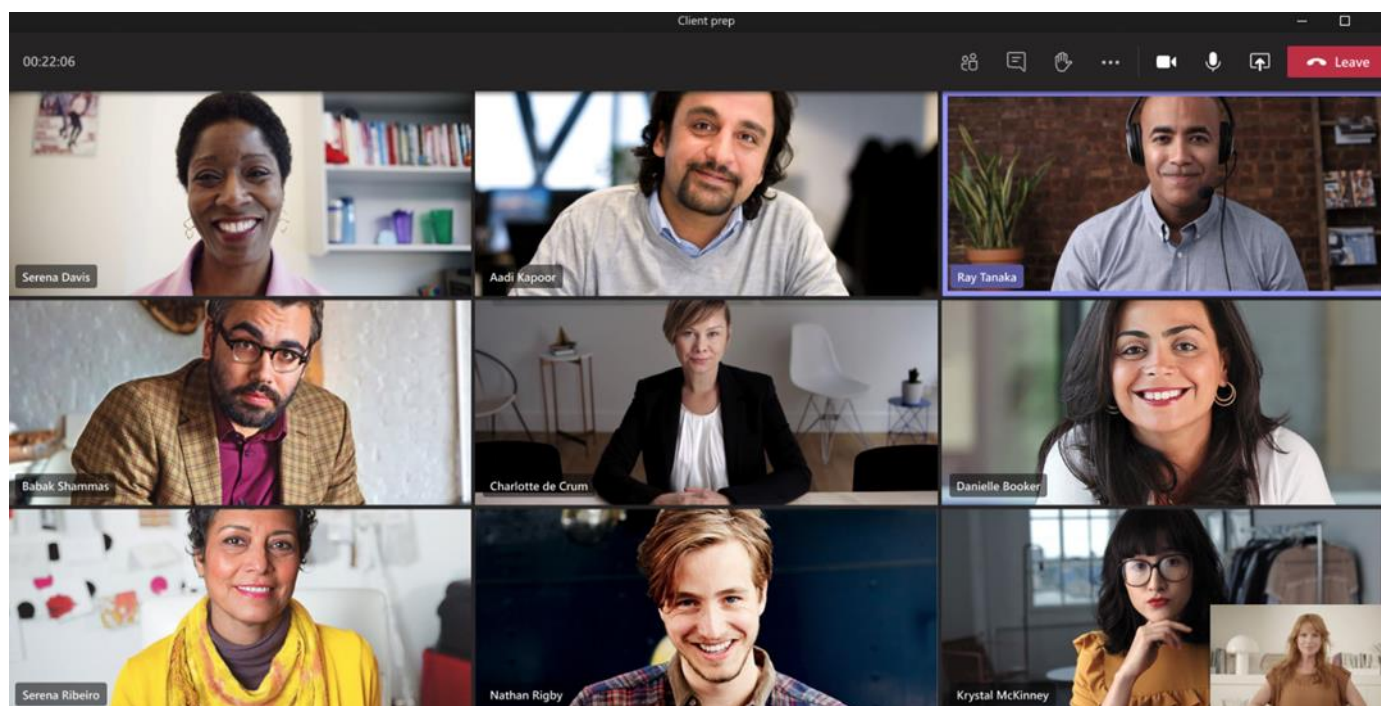 Client prep
00:22:06
Leave
Serena Davis
Aadi Kapoor
Ray Tanaka
Babak Shammas
Charlotte de Crum
Danielle Booker
Serena Ribeiro
Nathan Rigby
Krystal McKinney